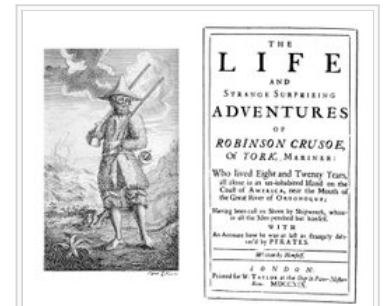 THE
LIFE
AND
STRANGE SURPRIZING
ADVENTURES
OF
ROBINSON CRUSOE,
Of YORK, MARINER:
Who lived Eight and Twenty Years,
all alone in an un-inhabited Island on the
Coast of AMERICA, near the Mouth of
the Great River of OROONOQUE;
Having been cast on Shore by Shipwreck, where-
in all the Men perished but himself.
WITH
An Account how he was at last as strangely deli-
ver'd by PYRATES.
Written by Himself.
LONDON:
Printed for W. TAYLOR at the Ship in Pater-Noster-
Row. MDCCXIX.